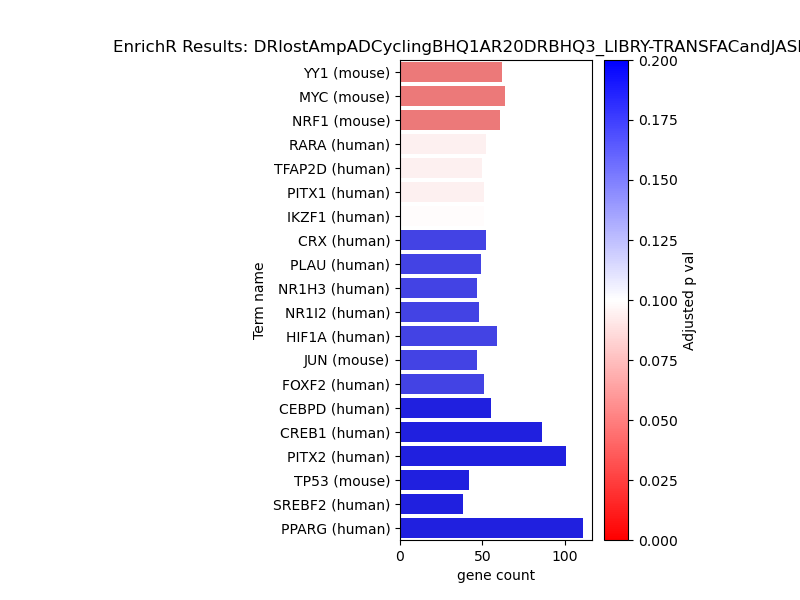 EnrichR Results: DRlostAmpADCyclingBHQ1AR20DRBHQ3_LIBRY-TRANSFACandJAS
YY1 (mouse)
MYC (mouse)
NRF1 (mouse)
RARA (human)
TFAP2D (human)
PITX1 (human)
IKZF1 (human)
CRX (human)
PLAU (human)
NR1H3 (human)
NR1I2 (human)
HIF1A (human)
JUN (mouse)
FOXF2 (human)
CEBPD (human)
CREB1 (human)
PITX2 (human)
TP53 (mouse)
SREBF2 (human)
PPARG (human)
Term name
0 50 100
gene count
0.200
0.175
0.150
0.125
0.100
0.075
0.050
0.025
0.000
Adjusted p val